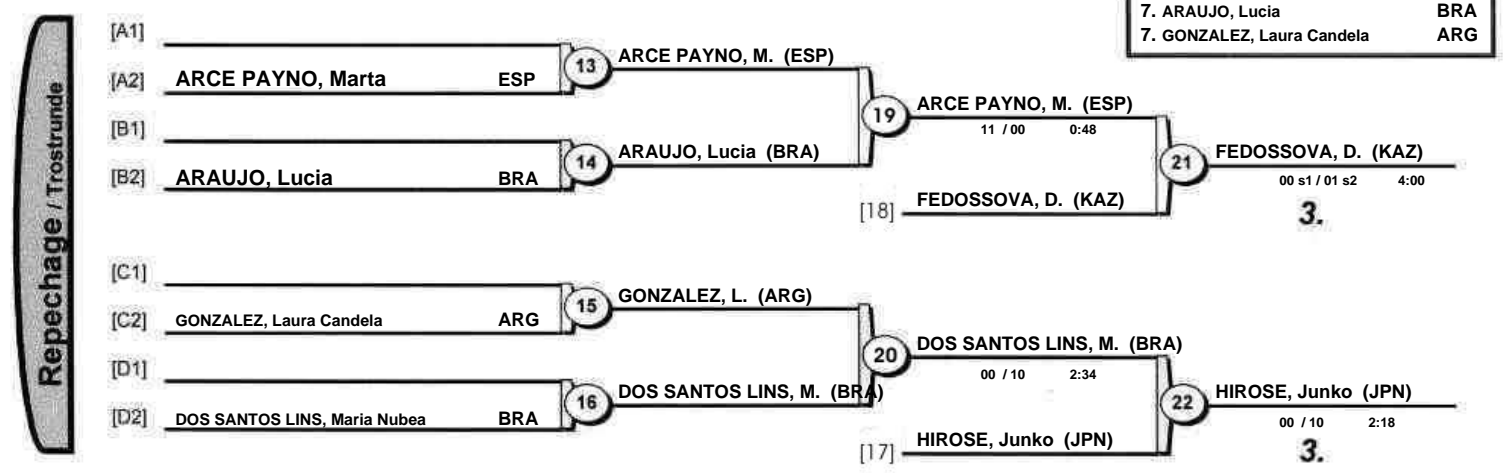 7. ARAUJO, Lucia BRA
7. GONZALEZ, Laura Candela ARG
Repechage / Trostrunde
[A1]
13 ARCE PAYNO, M. (ESP)
[A2] ARCE PAYNO, Marta ESP
19 ARCE PAYNO, M. (ESP)
11 / 00 0:48
[B1]
14 ARAUJO, Lucia (BRA)
[B2] ARAUJO, Lucia BRA
21 FEDOSSOVA, D. (KAZ)
00 s1 / 01 s2 4:00
[18] FEDOSSOVA, D. (KAZ)
3.
[C1]
15 GONZALEZ, L. (ARG)
[C2] GONZALEZ, Laura Candela ARG
20 DOS SANTOS LINS, M. (BRA)
00 / 10 2:34
[D1]
16 DOS SANTOS LINS, M. (BRA)
[D2] DOS SANTOS LINS, Maria Nubea BRA
22 HIROSE, Junko (JPN)
00 / 10 2:18
[17] HIROSE, Junko (JPN)
3.